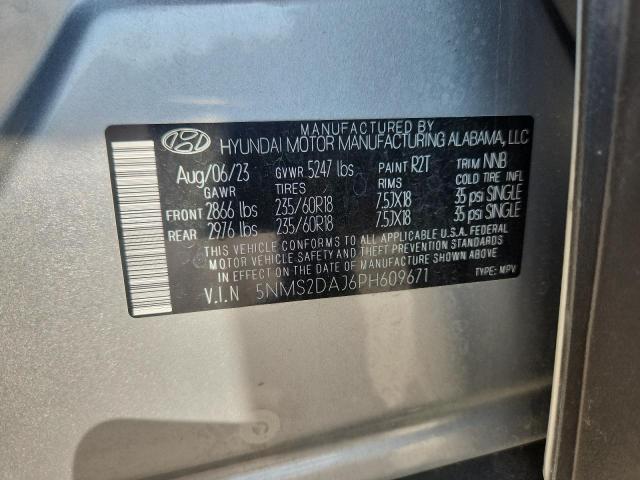 MANUFACTURED BY
HYUNDAI MOTOR MANUFACTURING ALABAMA, LLC
Aug/06/23 GVWR 5247 lbs PAINT R2T TRIM NNB
GAWR TIRES RIMS COLD TIRE INFL
FRONT 2866 lbs 235/60R18 7.5JX18 35 psi SINGLE
REAR 2976 lbs 235/60R18 7.5JX18 35 psi SINGLE
THIS VEHICLE CONFORMS TO ALL APPLICABLE U.S.A. FEDERAL
MOTOR VEHICLE SAFETY AND THEFT PREVENTION STANDARDS
IN EFFECT ON THE DATE OF MANUFACTURE SHOWN ABOVE.
V.I.N 5NMS2DAJ6PH609671 TYPE: MPV